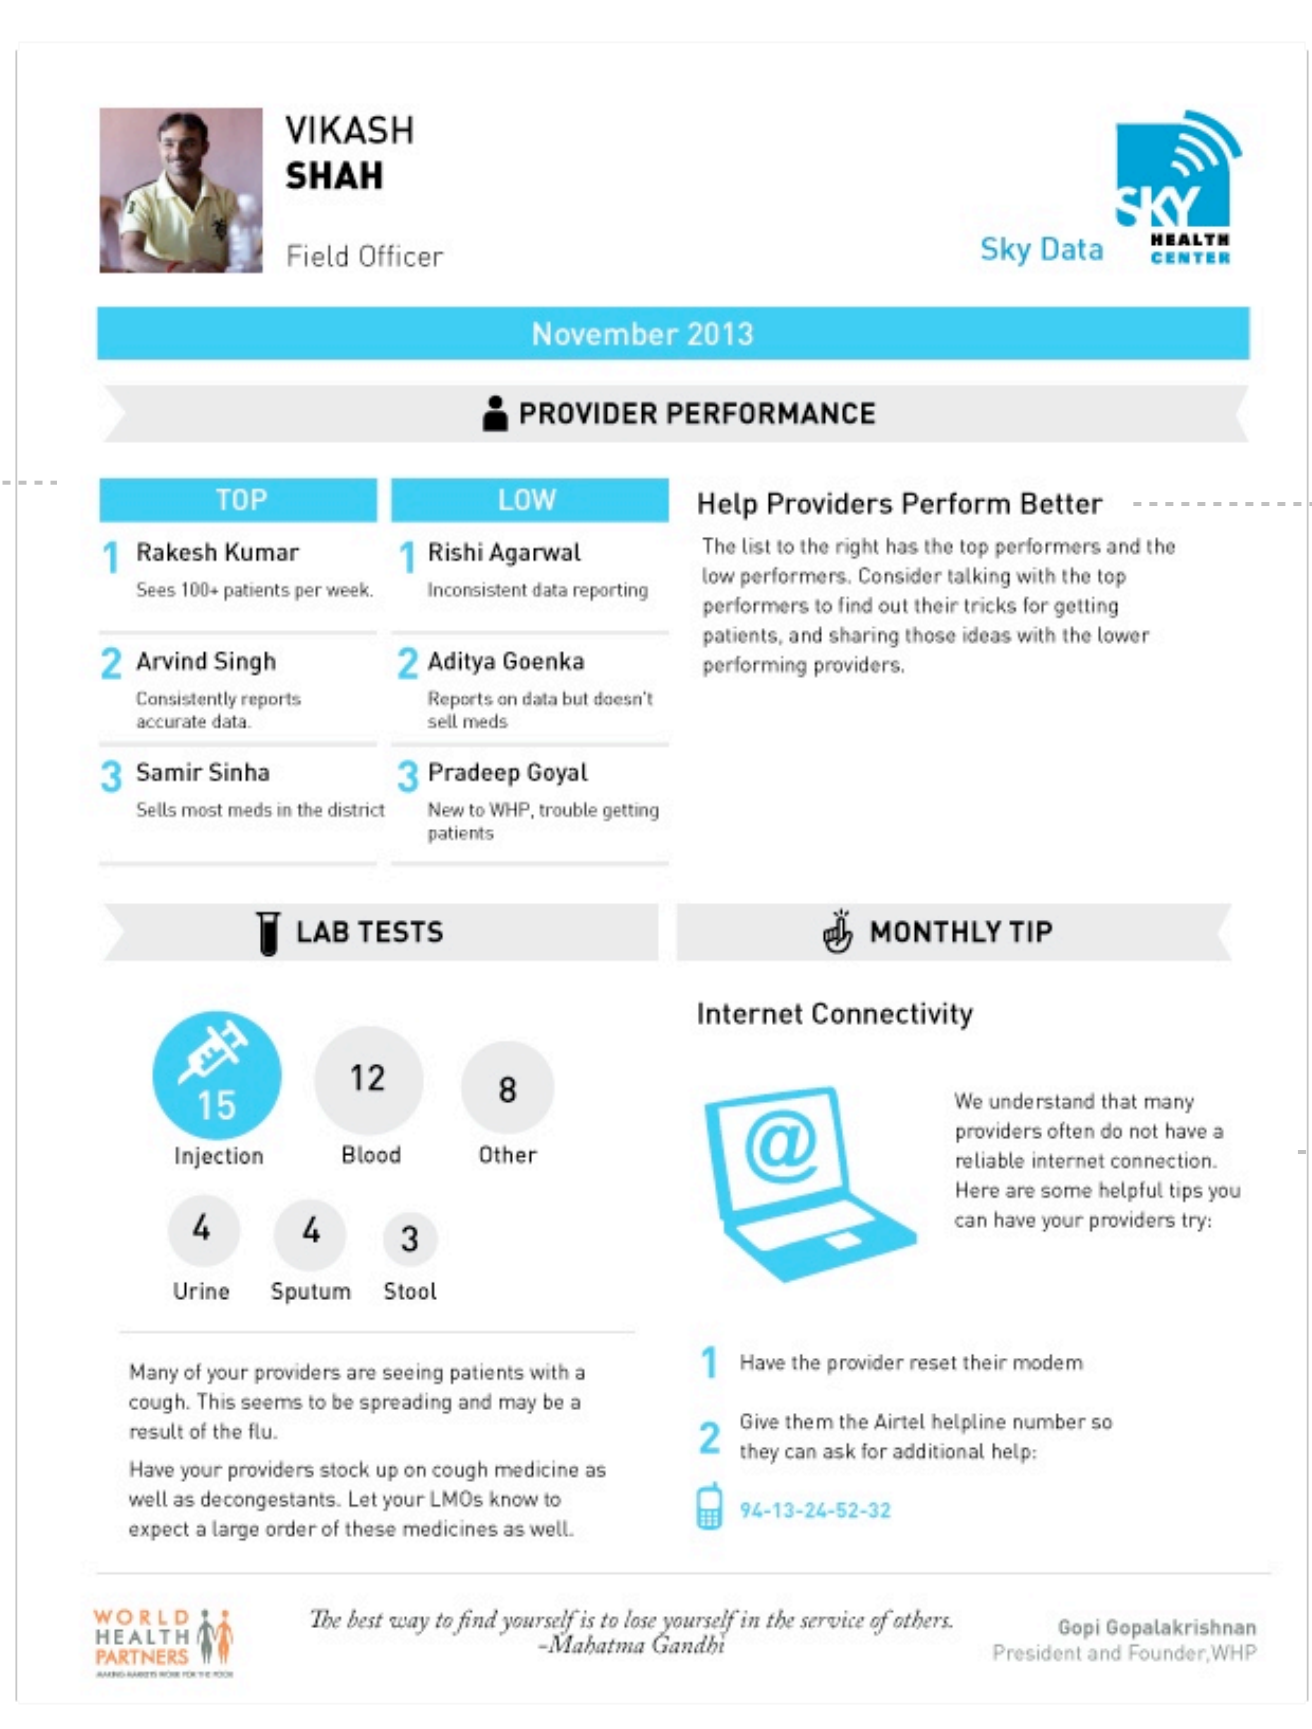 VIKASH
SHAH
Field Officer
Sky Data
SKY
HEALTH
CENTER
November 2013
PROVIDER PERFORMANCE
TOP
1 Rakesh Kumar
Sees 100+ patients per week.
2 Arvind Singh
Consistently reports
accurate data.
3 Samir Sinha
Sells most meds in the district
LOW
1 Rishi Agarwal
Inconsistent data reporting
2 Aditya Goenka
Reports on data but doesn't
sell meds
3 Pradeep Goyal
New to WHP, trouble getting
patients
Help Providers Perform Better
The list to the right has the top performers and the
low performers. Consider talking with the top
performers to find out their tricks for getting
patients, and sharing those ideas with the lower
performing providers.
LAB TESTS
15
Injection
12
Blood
8
Other
4
Urine
4
Sputum
3
Stool
Many of your providers are seeing patients with a
cough. This seems to be spreading and may be a
result of the flu.
Have your providers stock up on cough medicine as
well as decongestants. Let your LMOs know to
expect a large order of these medicines as well.
MONTHLY TIP
Internet Connectivity
@
We understand that many
providers often do not have a
reliable internet connection.
Here are some helpful tips you
can have your providers try:
1 Have the provider reset their modem
2 Give them the Airtel helpline number so
they can ask for additional help:
94-13-24-52-32
WORLD
HEALTH
PARTNERS
MAKING MARKETS WORK FOR THE POOR
The best way to find yourself is to lose yourself in the service of others.
-Mahatma Gandhi
Gopi Gopalakrishnan
President and Founder,WHP